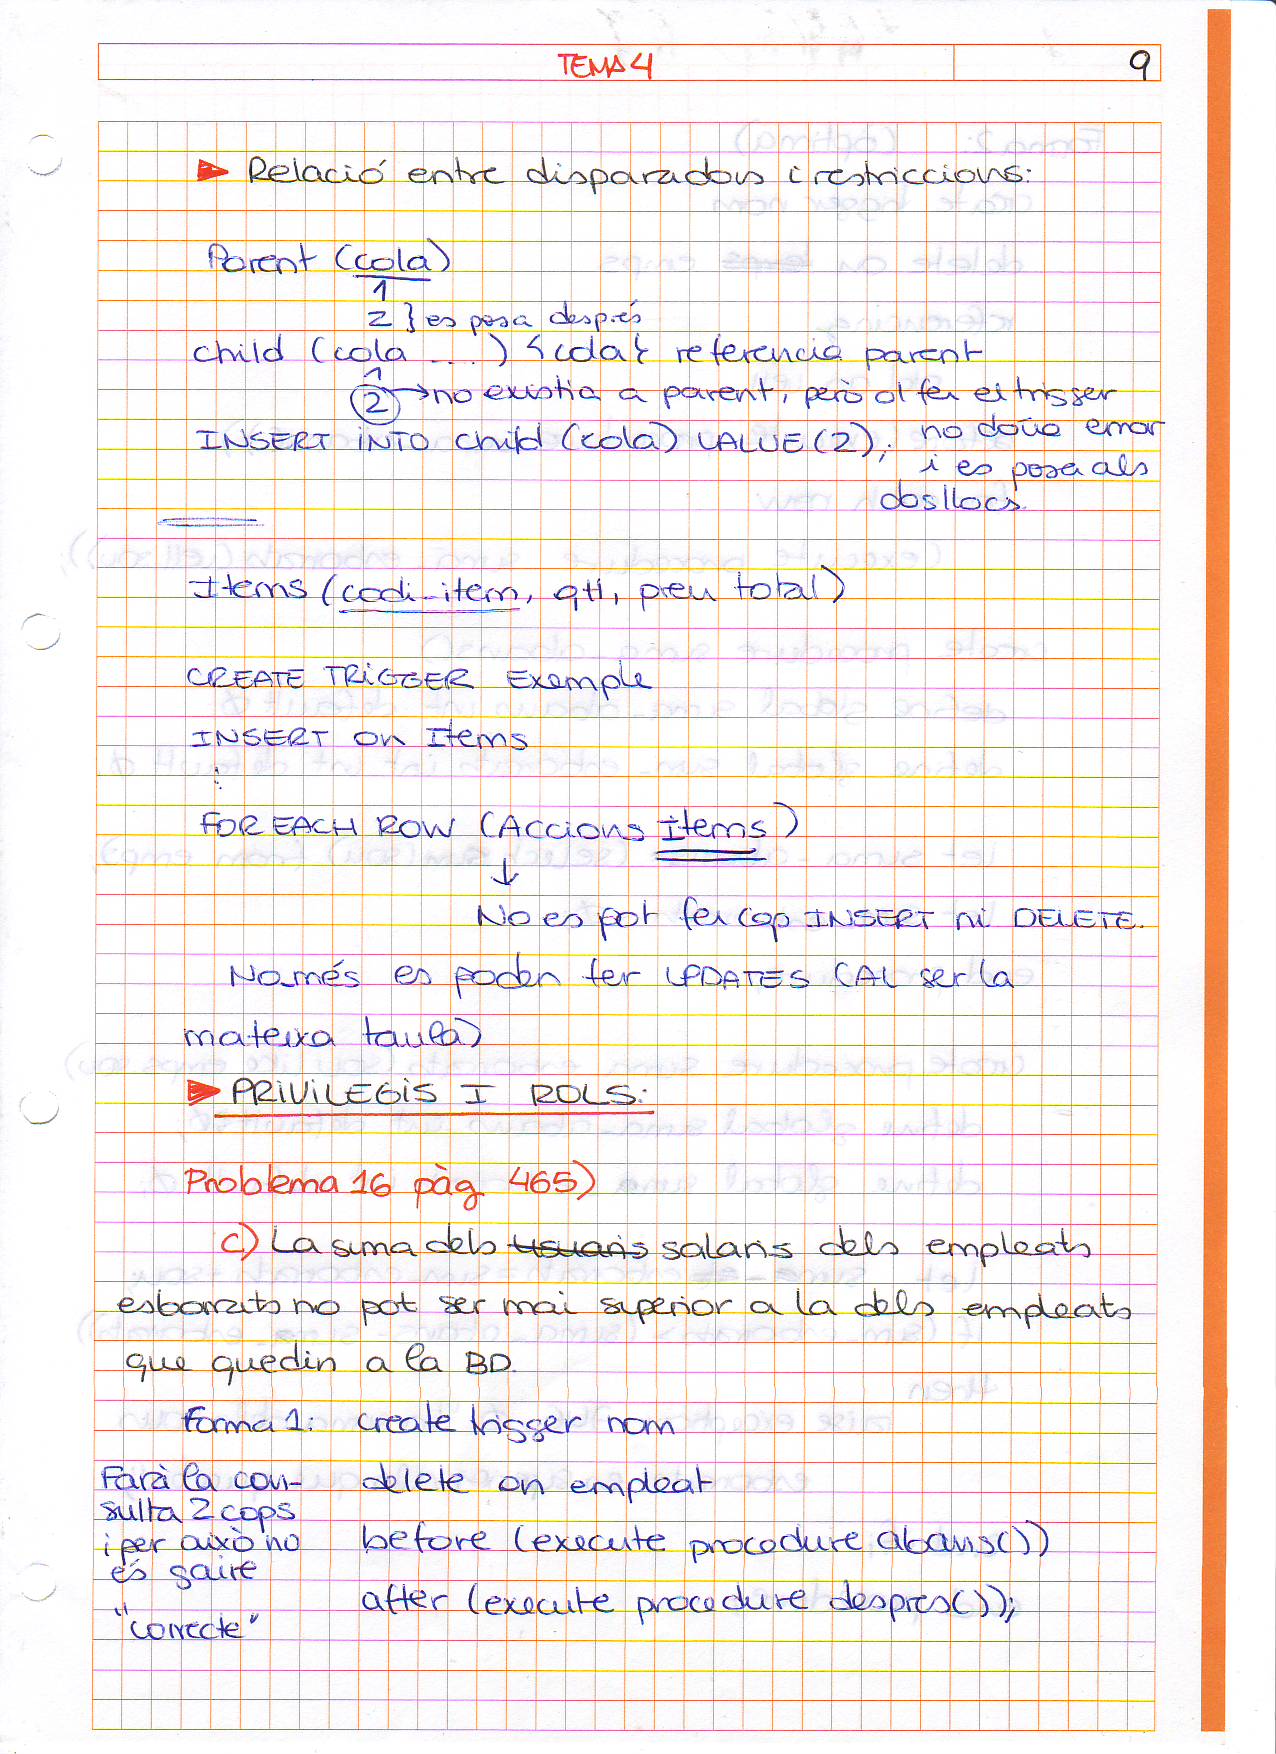 TEMA 4
9
► Relació entre disparadors i restriccions:
Parent (cola)
1
2 } es posa després
child (cola ...) {cola} referencia parent
1
2 → no existia a parent, però al fer el trigger
INSERT INTO child (cola) VALUE (2); no dóna error
i es posa als
dos llocs.
Items (codi-item, qtt, preu total)
CREATE TRIGGER Exemple
INSERT on Items
:
FOR EACH ROW (Accions Items)
↓
No es pot fer cap INSERT ni DELETE.
Només es poden fer UPDATES (AL ser la
mateixa taula)
► PRIVILEGIS I ROLS:
Problema 16 pàg 465)
c) La suma dels usuaris salaris dels empleats
esborrats no pot ser mai superior a la dels empleats
que quedin a la BD.
Forma 1: create trigger nom
Farà la con- delete on empleat
sulta 2 cops
i per això no before (execute procedure abans())
és gaire
"correcte" after (execute procedure despres());